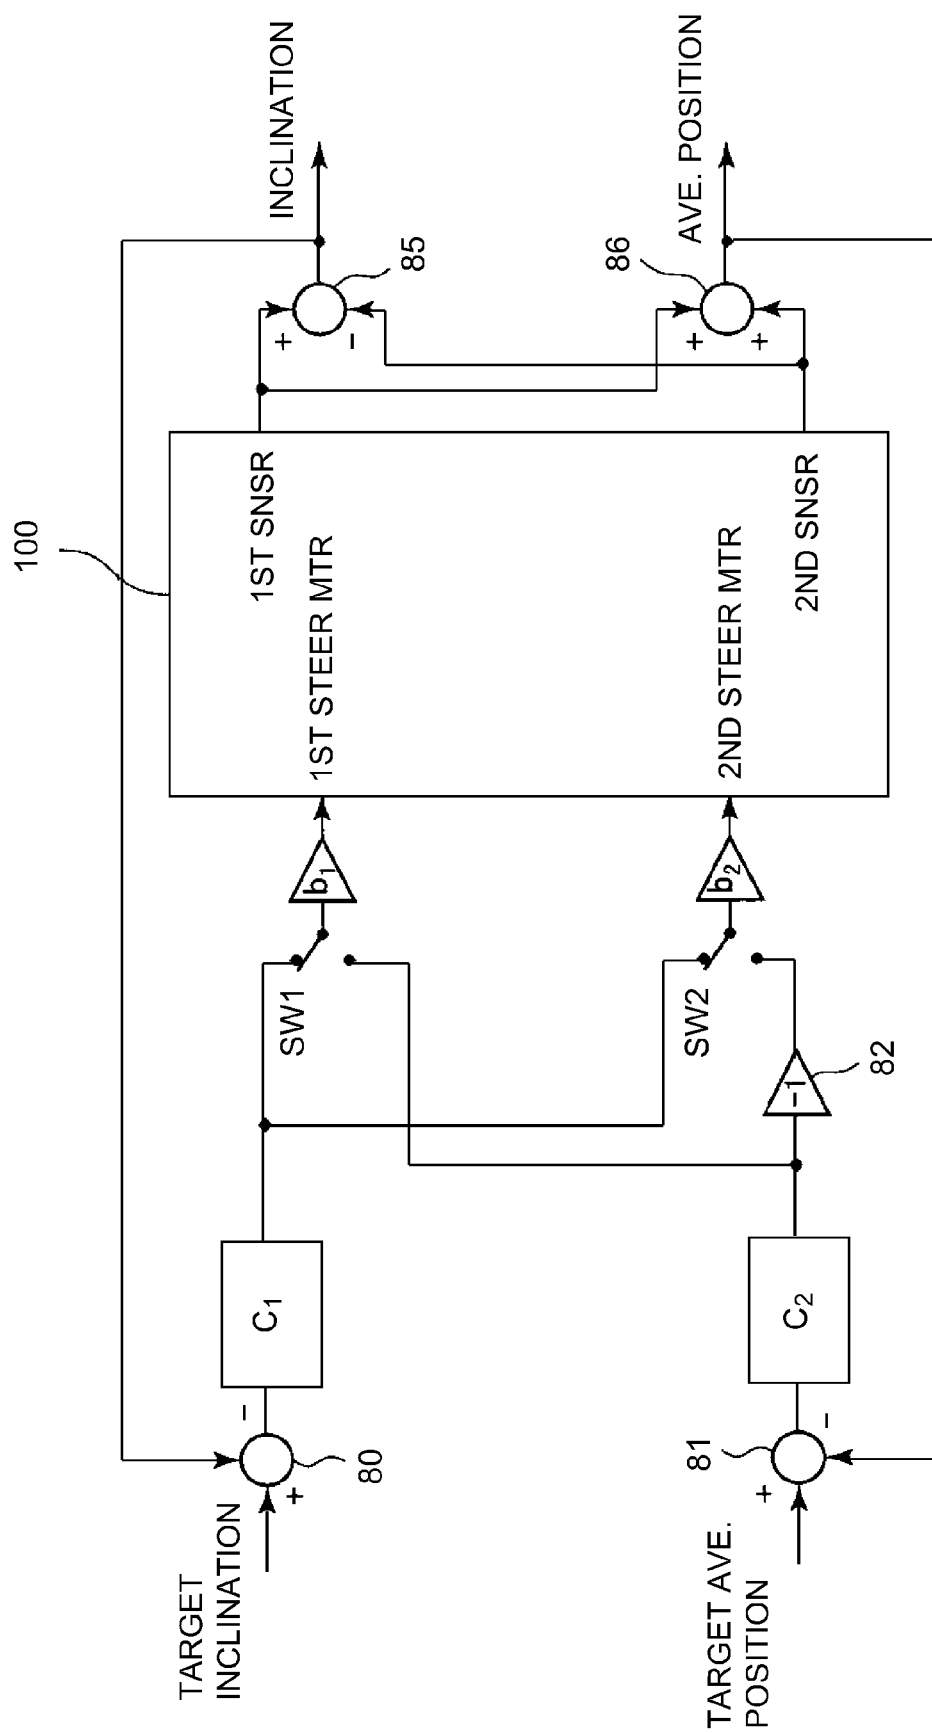 TARGET
INCLINATION
+
-
80
C1
SW1
b1
100
1ST SNSR
1ST STEER MTR
+
-
85
INCLINATION
TARGET AVE.
POSITION
+
-
81
C2
-1
82
SW2
b2
2ND STEER MTR
2ND SNSR
+
+
86
AVE. POSITION